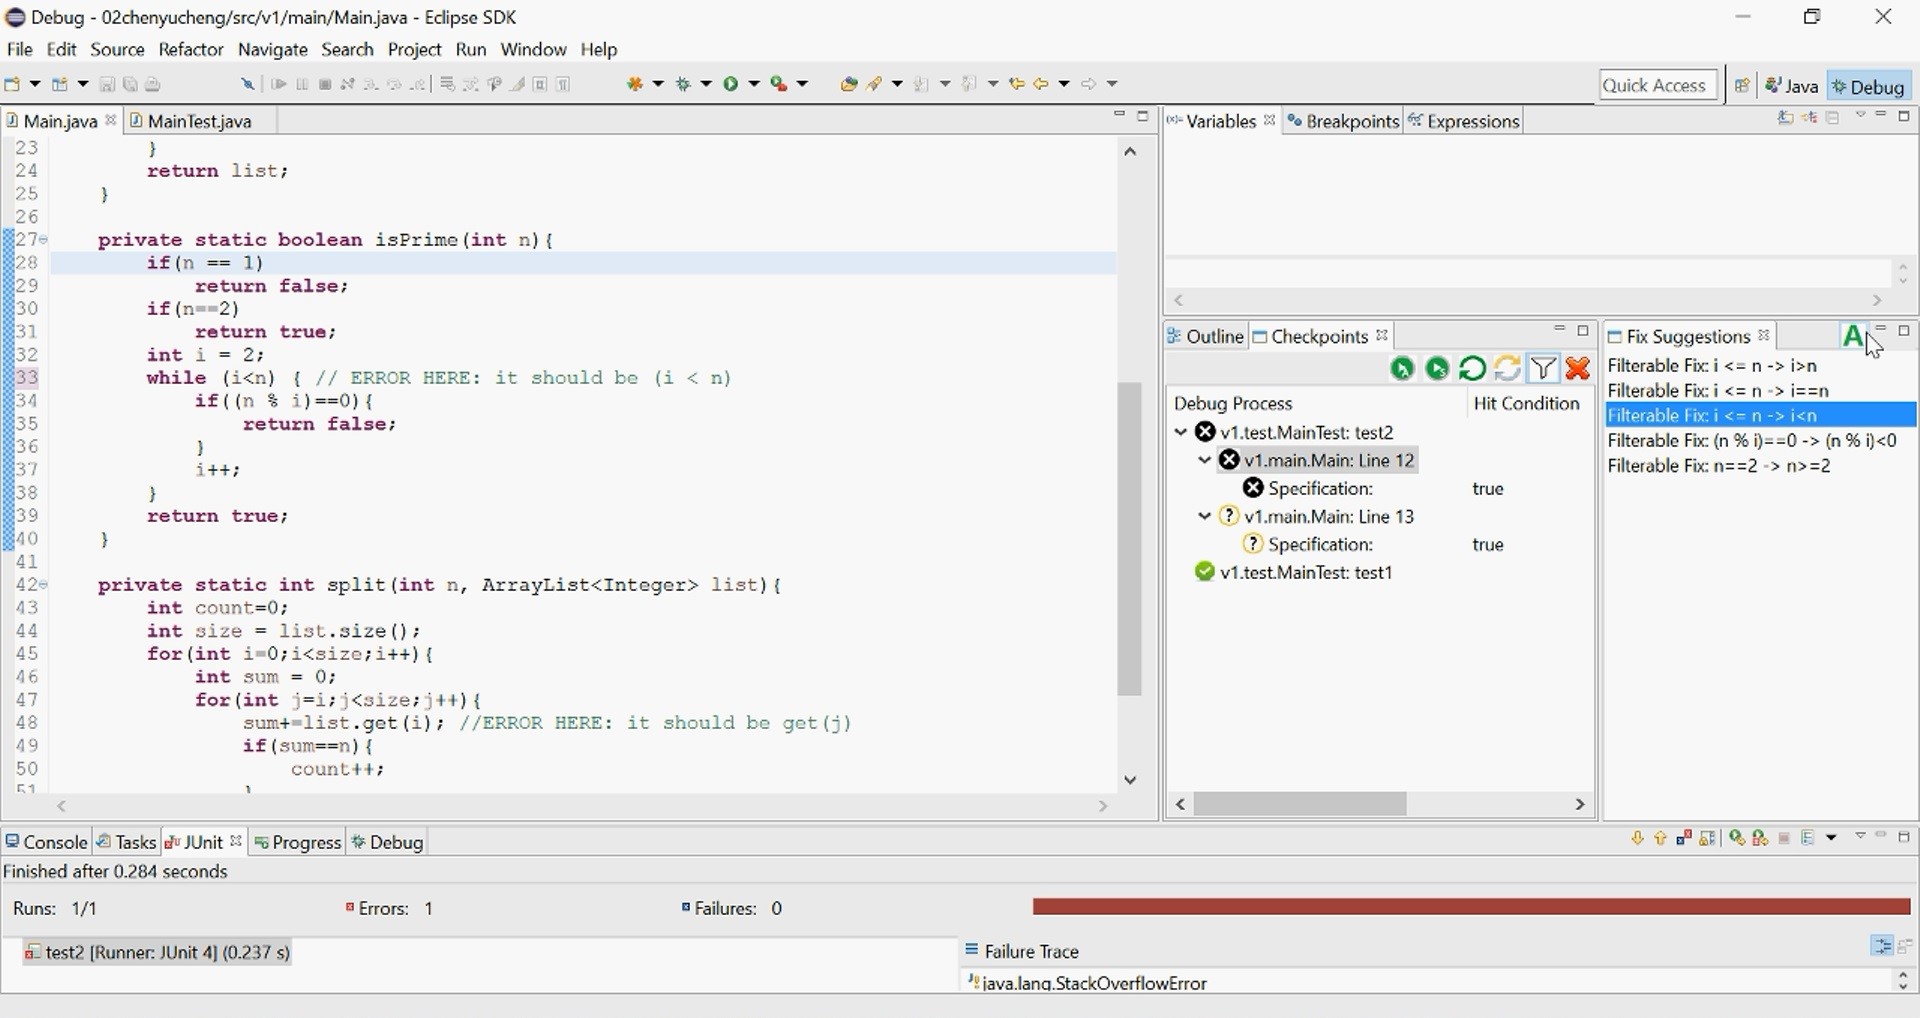 Debug - 02chenyucheng/src/v1/main/Main.java - Eclipse SDK
File Edit Source Refactor Navigate Search Project Run Window Help
Quick Access Java Debug
Main.java MainTest.java
23 }
24 return list;
25 }
26
27 private static boolean isPrime(int n){
28 if(n == 1)
29 return false;
30 if(n==2)
31 return true;
32 int i = 2;
33 while (i<n) { // ERROR HERE: it should be (i < n)
34 if((n % i)==0){
35 return false;
36 }
37 i++;
38 }
39 return true;
40 }
41
42 private static int split(int n, ArrayList<Integer> list){
43 int count=0;
44 int size = list.size();
45 for(int i=0;i<size;i++){
46 int sum = 0;
47 for(int j=i;j<size;j++){
48 sum+=list.get(i); //ERROR HERE: it should be get(j)
49 if(sum==n){
50 count++;
51 }
(x)= Variables Breakpoints Expressions
Outline Checkpoints
Debug Process Hit Condition
v1.test.MainTest: test2
v1.main.Main: Line 12
Specification: true
v1.main.Main: Line 13
Specification: true
v1.test.MainTest: test1
Fix Suggestions A
Filterable Fix: i <= n -> i>n
Filterable Fix: i <= n -> i==n
Filterable Fix: i <= n -> i<n
Filterable Fix: (n % i)==0 -> (n % i)<0
Filterable Fix: n==2 -> n>=2
Console Tasks JUnit Progress Debug
Finished after 0.284 seconds
Runs: 1/1 Errors: 1 Failures: 0
test2 [Runner: JUnit 4] (0.237 s)
Failure Trace
java.lang.StackOverflowError